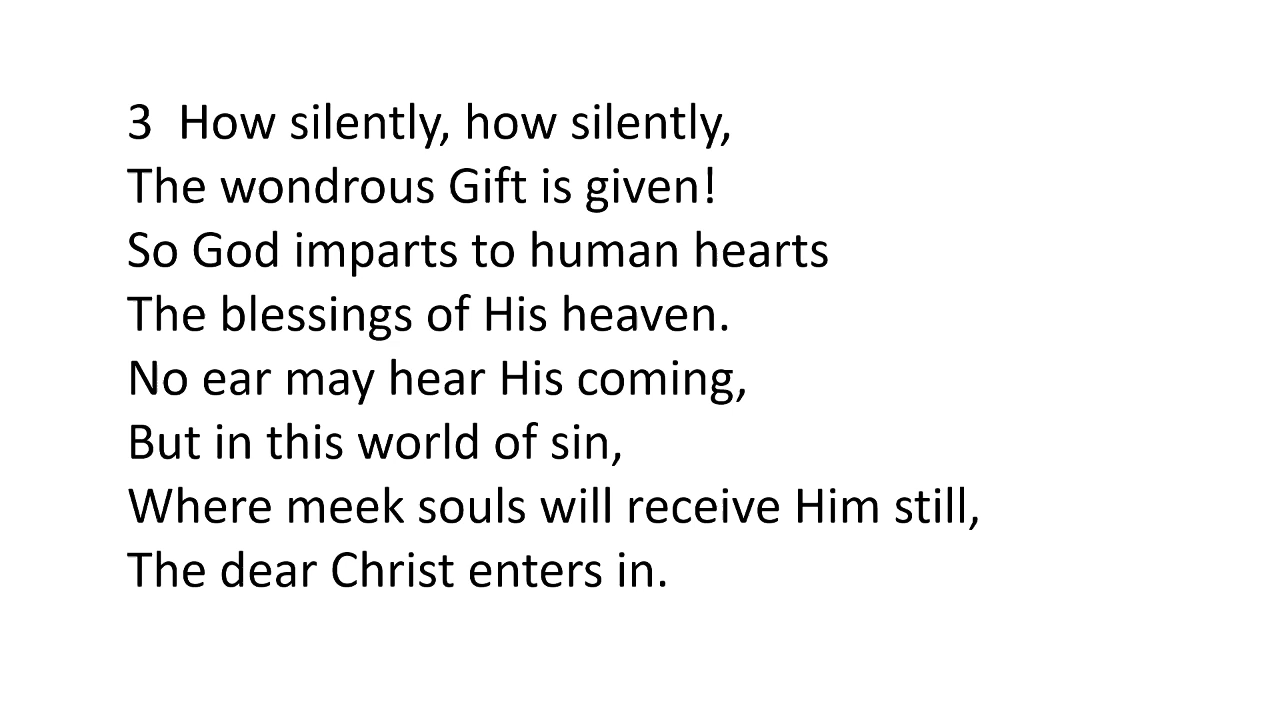 3  How silently, how silently,
The wondrous Gift is given!
So God imparts to human hearts
The blessings of His heaven.
No ear may hear His coming,
But in this world of sin,
Where meek souls will receive Him still,
The dear Christ enters in.